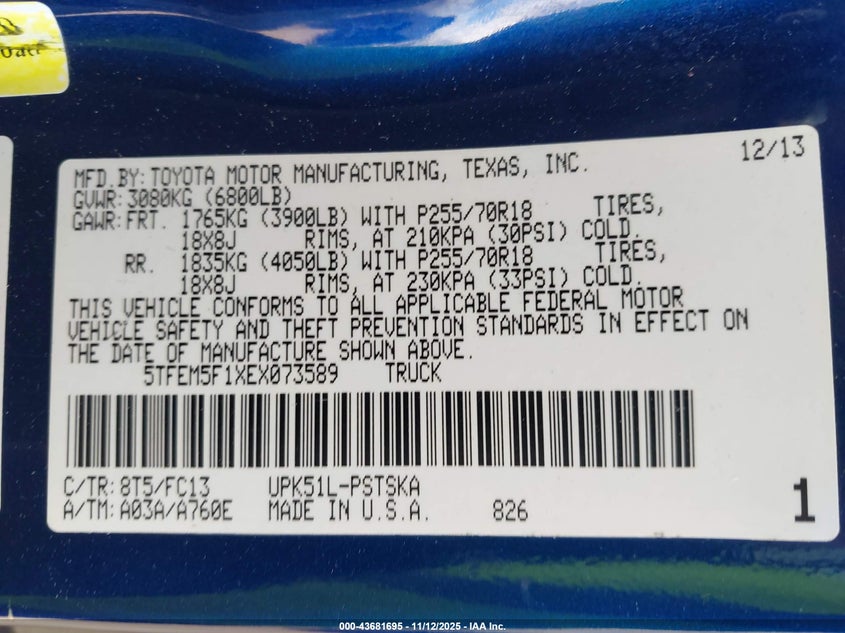 MFD.BY: TOYOTA MOTOR MANUFACTURING, TEXAS, INC. 12/13
GVWR: 3080KG (6800LB)
GAWR: FRT. 1765KG (3900LB) WITH P255/70R18 TIRES,
18X8J RIMS, AT 210KPA (30PSI) COLD.
RR. 1835KG (4050LB) WITH P255/70R18 TIRES,
18X8J RIMS, AT 230KPA (33PSI) COLD.
THIS VEHICLE CONFORMS TO ALL APPLICABLE FEDERAL MOTOR
VEHICLE SAFETY AND THEFT PREVENTION STANDARDS IN EFFECT ON
THE DATE OF MANUFACTURE SHOWN ABOVE.
5TFEM5F1XEX073589 TRUCK
C/TR: 8T5/FC13 UPK51L-PSTSKA
A/TM: A03A/A760E MADE IN U.S.A. 826 1
000-43681695 - 11/12/2025 - IAA Inc.